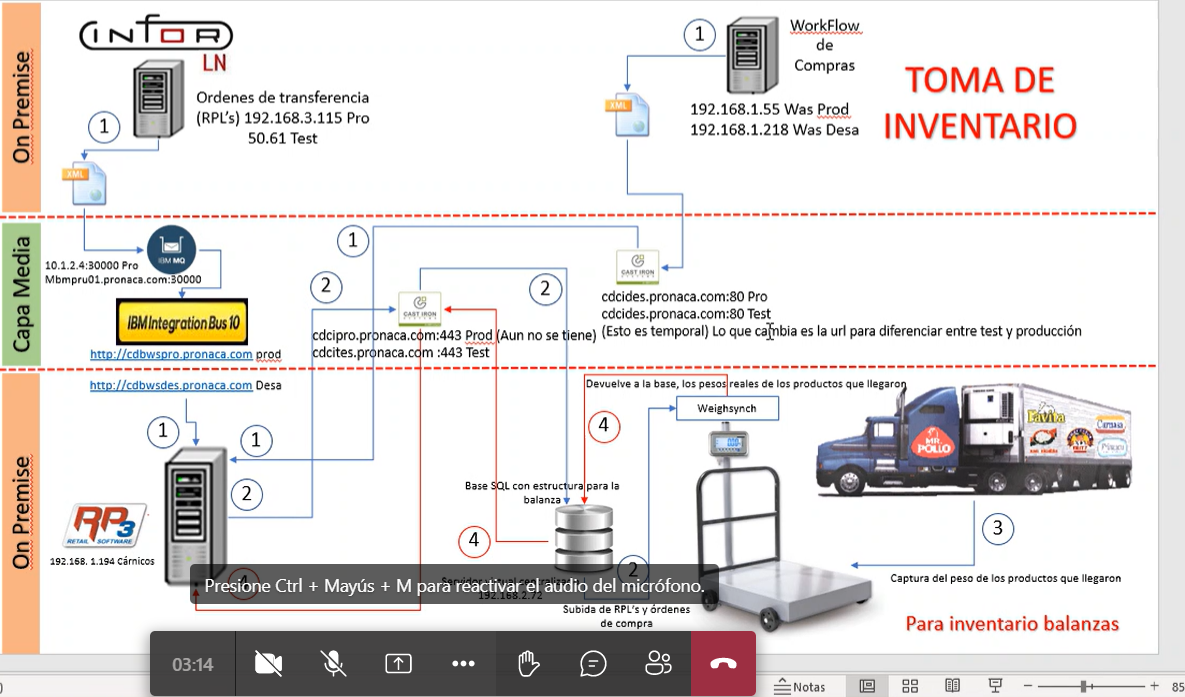 On Premise
infor
LN
Ordenes de transferencia
(RPL's) 192.168.3.115 Pro
50.61 Test
1
XML
1
WorkFlow
de
Compras
XML
192.168.1.55 Was Prod
192.168.1.218 Was Desa
TOMA DE
INVENTARIO
Capa Media
10.1.2.4:30000 Pro
Mbmpru01.pronaca.com:30000
IBM MQ
IBM Integration Bus 10
http://cdbwspro.pronaca.com prod
1
2
CAST IRON
SYSTEMS
2
cdcipro.pronaca.com:443 Prod (Aun no se tiene)
cdcites.pronaca.com :443 Test
CAST IRON
SYSTEMS
cdcides.pronaca.com:80 Pro
cdcides.pronaca.com:80 Test
(Esto es temporal) Lo que cambia es la url para diferenciar entre test y producción
On Premise
http://cdbwsdes.pronaca.com Desa
1
1
2
RP3
RETAIL SOFTWARE
192.168. 1.194 Cárnicos
Devuelve a la base, los pesos reales de los productos que llegaron
Weighsynch
4
Base SQL con estructura para la
balanza
4
2
192.168.2.72
Subida de RPL's y órdenes
de compra
MR.
POLLO
3
Captura del peso de los productos que llegaron
Para inventario balanzas
Presione Ctrl + Mayús + M para reactivar el audio del micrófono.
03:14
Notas
85